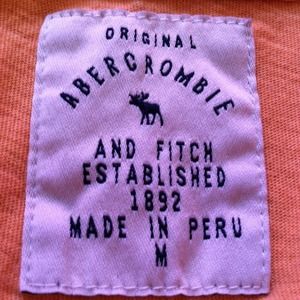 ORIGINAL
ABERCROMBIE
AND FITCH
ESTABLISHED
1892
MADE IN PERU
M